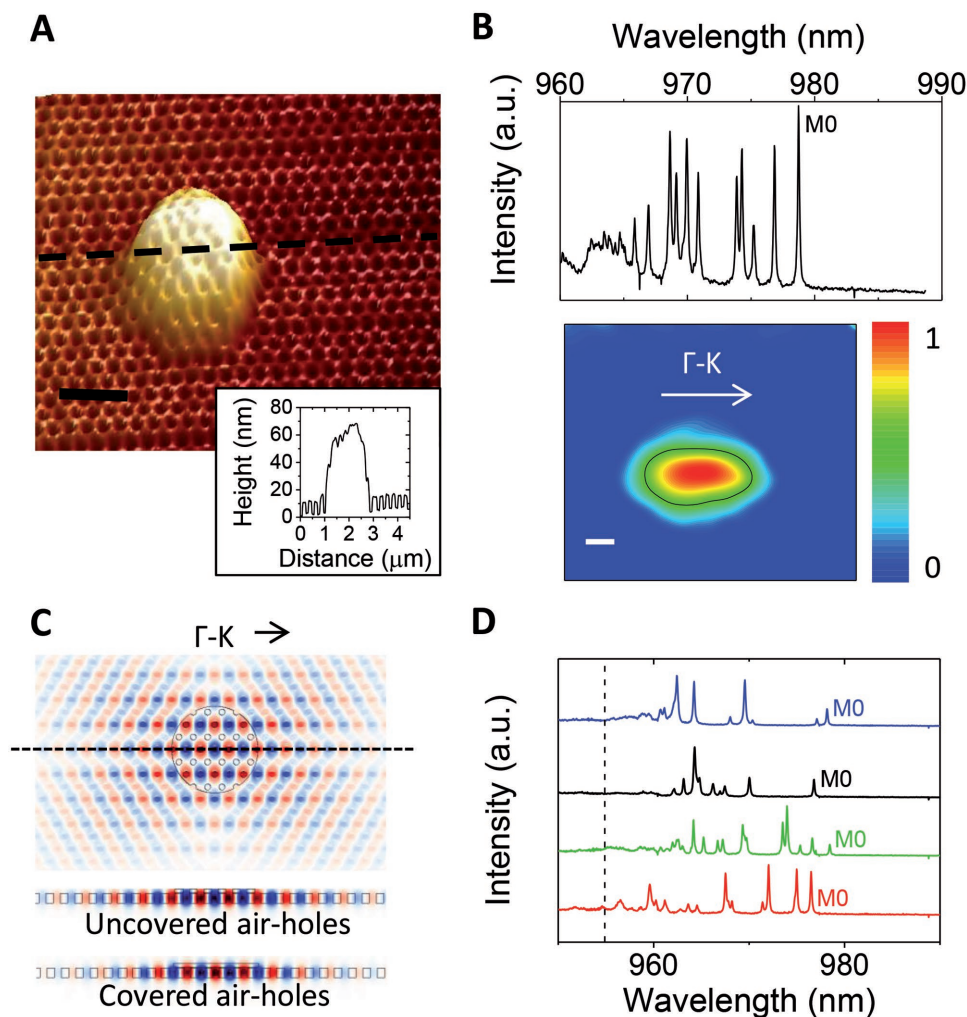 A
Height (nm)
80
60
40
20
0
0 1 2 3 4
Distance (μm)
B
Wavelength (nm)
960 970 980 990
Intensity (a.u.)
M0
Γ-K
1
0
C
Γ-K
Uncovered air-holes
Covered air-holes
D
Intensity (a.u.)
M0
M0
M0
M0
960 980
Wavelength (nm)